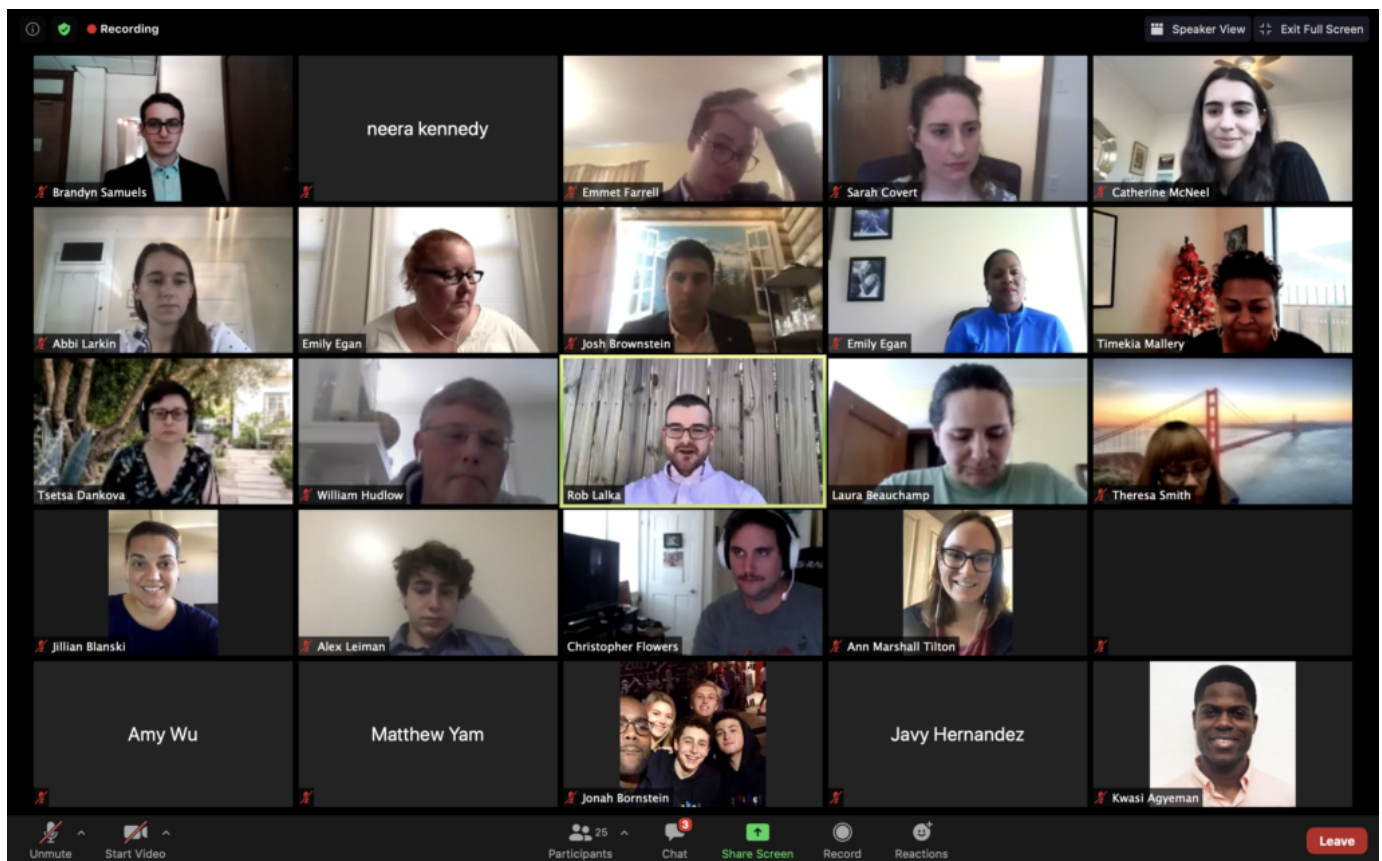 Recording
Speaker View
Exit Full Screen
Brandyn Samuels
neera kennedy
Emmet Farrell
Sarah Covert
Catherine McNeel
Abbi Larkin
Emily Egan
Josh Brownstein
Emily Egan
Timekia Mallery
Tsetsa Dankova
William Hudlow
Rob Lalka
Laura Beauchamp
Theresa Smith
Jillian Blanski
Alex Leiman
Christopher Flowers
Ann Marshall Tilton
Amy Wu
Matthew Yam
Jonah Bornstein
Javy Hernandez
Kwasi Agyeman
Unmute
Start Video
25
Participants
3
Chat
Share Screen
Record
Reactions
Leave